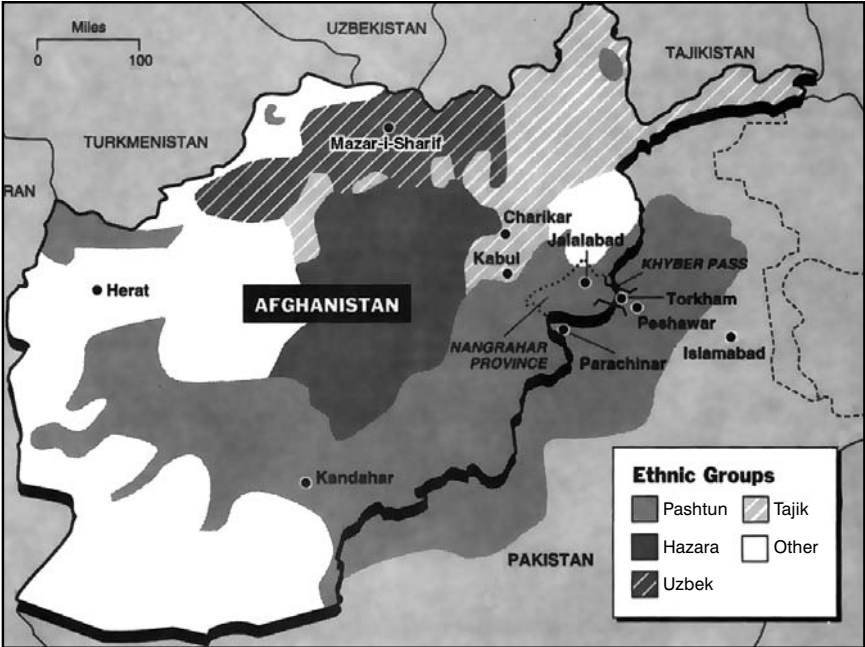 Miles
0
100
UZBEKISTAN
TAJIKISTAN
TURKMENISTAN
RAN
Mazar-i-Sharif
Charikar
Jalalabad
Kabul
KHYBER PASS
Herat
AFGHANISTAN
Torkham
Peshawar
NANGRAHAR
PROVINCE
Parachinar
Islamabad
Kandahar
PAKISTAN
Ethnic Groups
Pashtun
Tajik
Hazara
Other
Uzbek